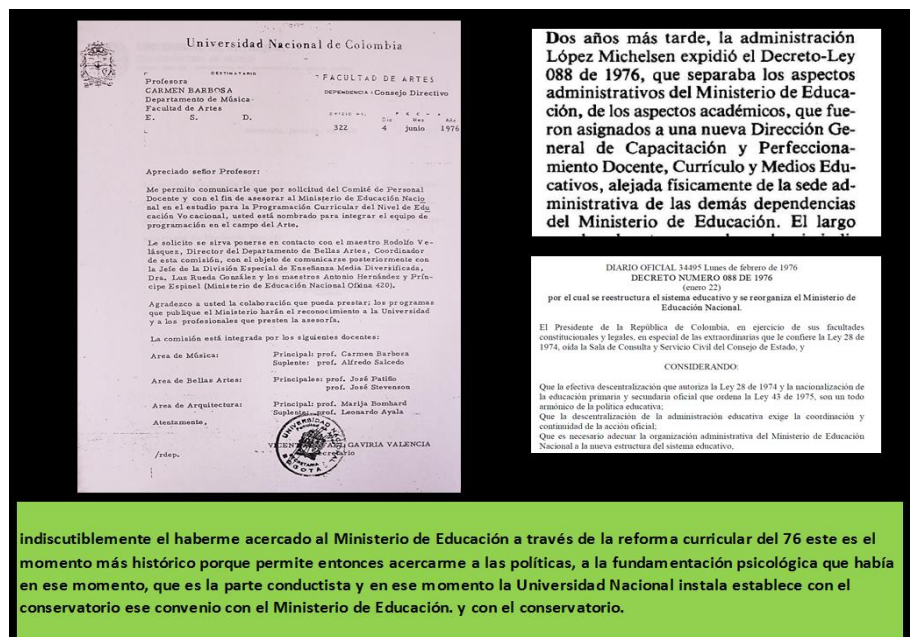 Universidad Nacional de Colombia
DESTINATARIO
Profesora
CARMEN BARBOSA
Departamento de Música
Facultad de Artes
E. S. D.
FACULTAD DE ARTES
DEPENDENCIA: Consejo Directivo
Dia Mes Año
322 4 junio 1976
Apreciado señor Profesor:
Me permito comunicarle que por solicitud del Comité de Personal
Docente y con el fin de asesorar al Ministerio de Educación Nacio
nal en el estudio para la Programación Curricular del Nivel de Edu
cación Vocacional, usted está nombrado para integrar el equipo de
programación en el campo del Arte.
Le solicito se sirva ponerse en contacto con el maestro Rodolfo Ve-
lásquez, Director del Departamento de Bellas Artes, Coordinador
de esta comisión, con el objeto de comunicarse posteriormente con
la Jefe de la División Especial de Enseñanza Media Diversificada,
Dra. Luz Rueda González y los maestros Antonio Hernández y Prín-
cipe Espinel (Ministerio de Educación Nacional Ofkina 420).
Agradezco a usted la colaboración que pueda prestar; los programas
que publique el Ministerio harán el reconocimiento a la Universidad
y a los profesionales que presten la asesoría.
La comisión está integrada por los siguientes docentes:
Area de Música: Principal: prof. Carmen Barbosa
Suplente: prof. Alfredo Salcedo
Area de Bellas Artes: Principales: prof. José Patiño
prof. José Stevenson
Area de Arquitectura: Principal: prof. Marija Bomhard
Suplente: prof. Leonardo Ayala
Atentamente,
GAVIRIA VALENCIA
/rdep.
UNIVERSIDAD
BOGOTA
Dos años más tarde, la administración
López Michelsen expidió el Decreto-Ley
088 de 1976, que separaba los aspectos
administrativos del Ministerio de Educa-
ción, de los aspectos académicos, que fue-
ron asignados a una nueva Dirección Ge-
neral de Capacitación y Perfecciona-
miento Docente, Currículo y Medios Edu-
cativos, alejada físicamente de la sede ad-
ministrativa de las demás dependencias
del Ministerio de Educación. El largo
DIARIO OFICIAL 34495 Lunes de febrero de 1976
DECRETO NUMERO 088 DE 1976
(enero 22)
por el cual se reestructura el sistema educativo y se reorganiza el Ministerio de
Educación Nacional.
El Presidente de la República de Colombia, en ejercicio de sus facultades
constitucionales y legales, en especial de las extraordinarias que le confiere la Ley 28 de
1974, oída la Sala de Consulta y Servicio Civil del Consejo de Estado, y
CONSIDERANDO:
Que la efectiva descentralización que autoriza la Ley 28 de 1974 y la nacionalización de
la educación primaria y secundaria oficial que ordena la Ley 43 de 1975, son un todo
armónico de la política educativa;
Que la descentralización de la administración educativa exige la coordinación y
continuidad de la acción oficial;
Que es necesario adecuar la organización administrativa del Ministerio de Educación
Nacional a la nueva estructura del sistema educativo,
indiscutiblemente el haberme acercado al Ministerio de Educación a través de la reforma curricular del 76 este es el
momento más histórico porque permite entonces acercarme a las políticas, a la fundamentación psicológica que había
en ese momento, que es la parte conductista y en ese momento la Universidad Nacional instala establece con el
conservatorio ese convenio con el Ministerio de Educación. y con el conservatorio.